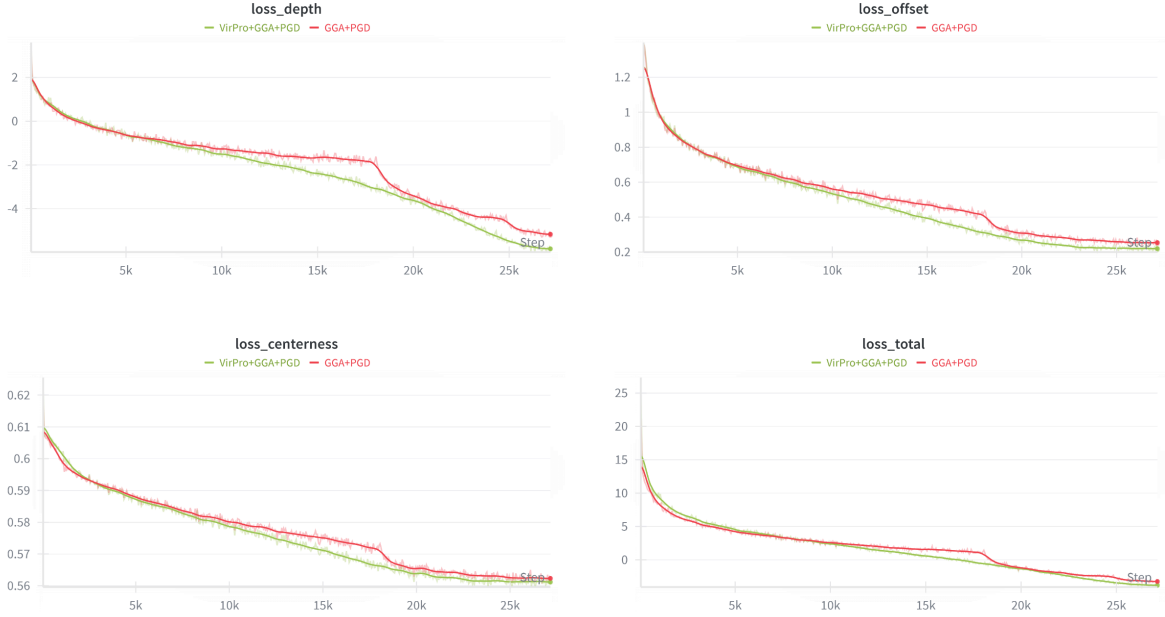 loss_depth
VirPro+GGA+PGD GGA+PGD
2
0
-2
-4
Step
5k 10k 15k 20k 25k
loss_offset
VirPro+GGA+PGD GGA+PGD
1.2
1
0.8
0.6
0.4
0.2
Step
5k 10k 15k 20k 25k
loss_centerness
VirPro+GGA+PGD GGA+PGD
0.62
0.61
0.6
0.59
0.58
0.57
0.56
Step
5k 10k 15k 20k 25k
loss_total
VirPro+GGA+PGD GGA+PGD
25
20
15
10
5
0
Step
5k 10k 15k 20k 25k